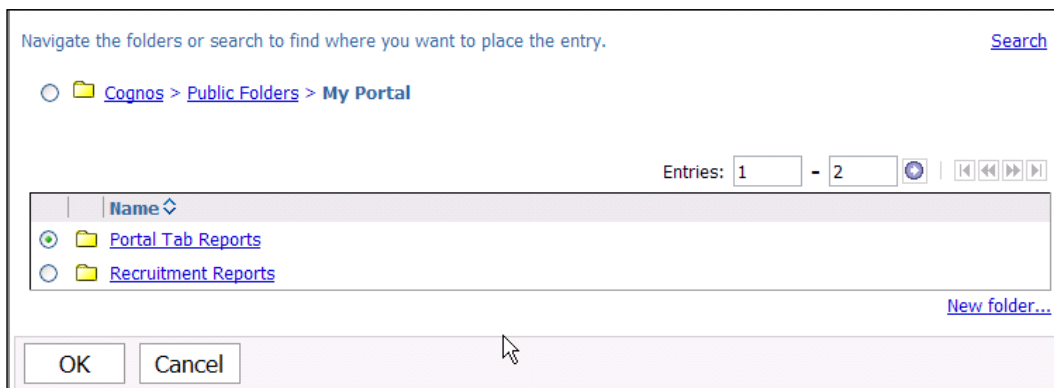 Navigate the folders or search to find where you want to place the entry. Search
Cognos > Public Folders > My Portal
Entries: 1 - 2
Name
Portal Tab Reports
Recruitment Reports
New folder...
OK Cancel